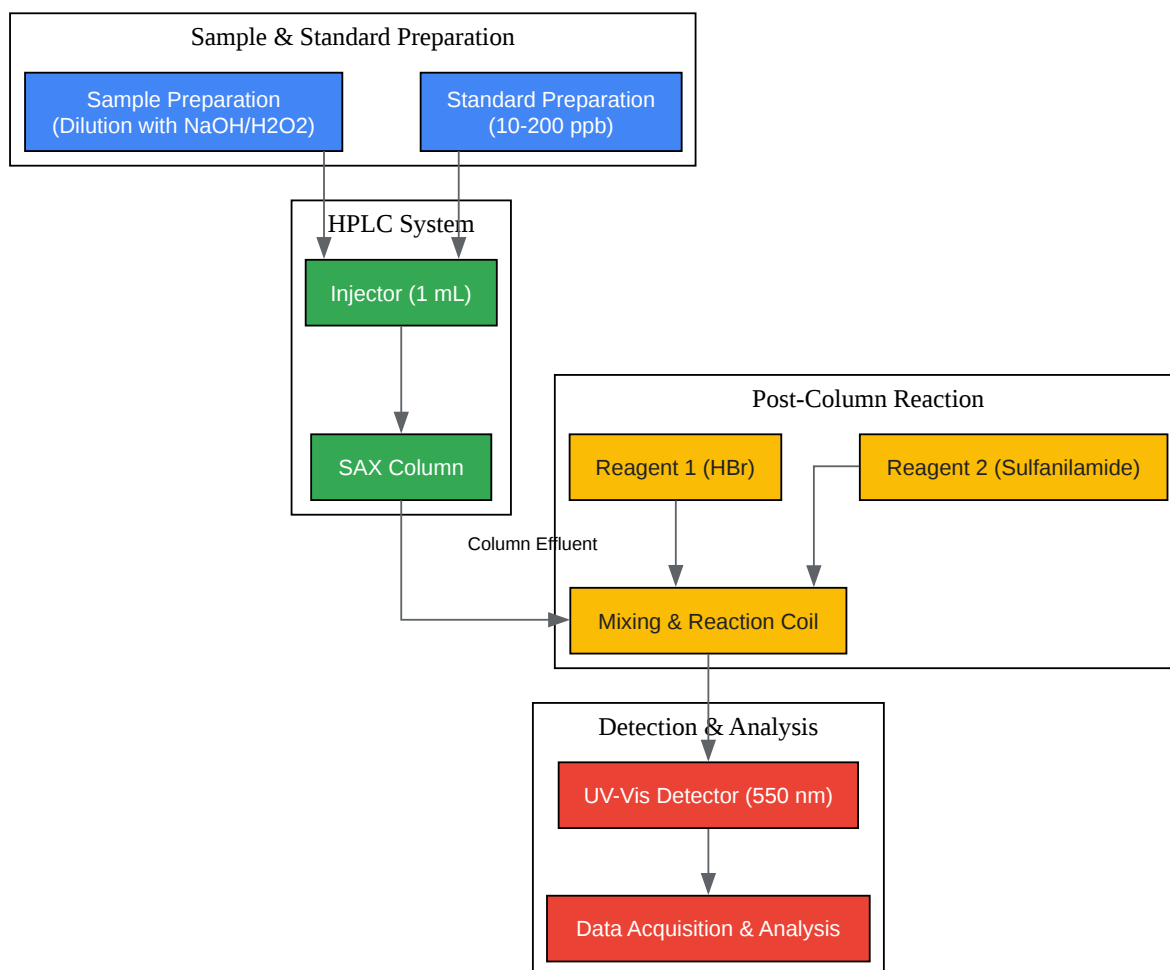 Sample & Standard Preparation
Sample Preparation
(Dilution with NaOH/H2O2)
Standard Preparation
(10-200 ppb)
HPLC System
Injector (1 mL)
SAX Column
Column Effluent
Post-Column Reaction
Reagent 1 (HBr)
Reagent 2 (Sulfanilamide)
Mixing & Reaction Coil
Detection & Analysis
UV-Vis Detector (550 nm)
Data Acquisition & Analysis